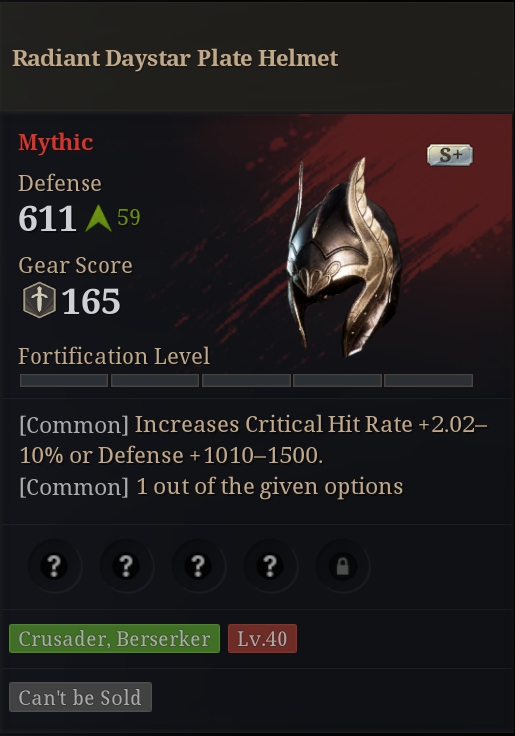 Radiant Daystar Plate Helmet
Mythic
S+
Defense
611 59
Gear Score
165
Fortification Level
[Common] Increases Critical Hit Rate +2.02–
10% or Defense +1010–1500.
[Common] 1 out of the given options
? ? ? ?
Crusader, Berserker Lv.40
Can't be Sold